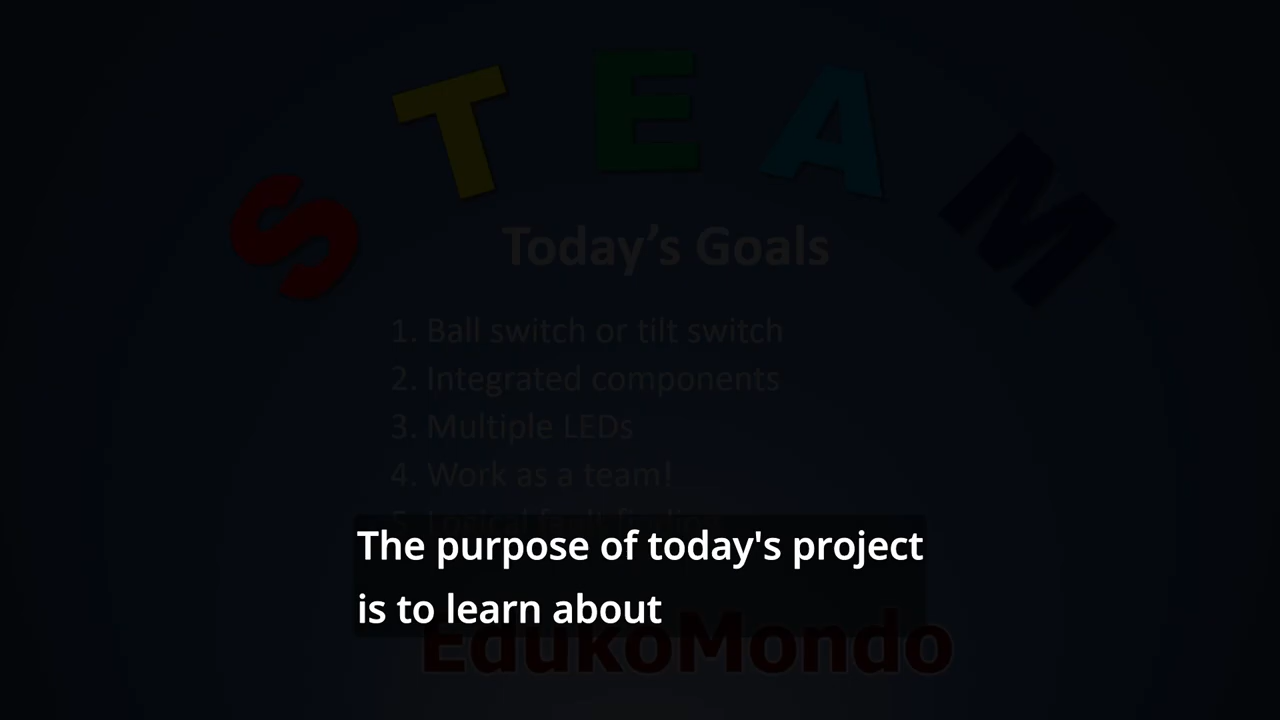 STEAM
Today's Goals
1. Ball switch or tilt switch
2. Integrated components
3. Multiple LEDs
4. Work as a team!
The purpose of today's project
is to learn about
EdukoMondo